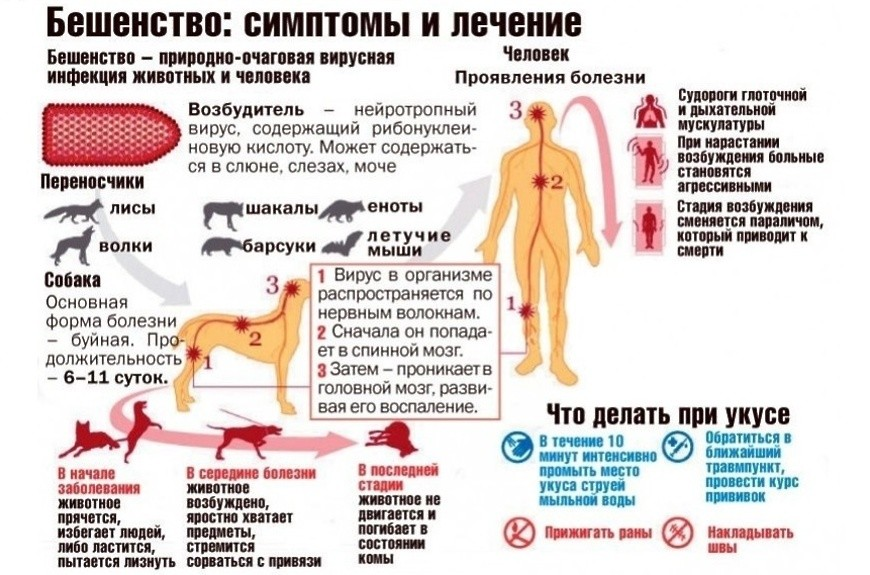 Бешенство: симптомы и лечение
Бешенство – природно-очаговая вирусная
инфекция животных и человека
Возбудитель – нейротропный
вирус, содержащий рибонуклеи-
новую кислоту. Может содержать-
ся в слюне, слезах, моче
Переносчики
лисы
шакалы
еноты
волки
барсуки
летучие
мыши
Собака
Основная
форма болезни
– буйная. Про-
должительность
– 6–11 суток.
3
2
1
1 Вирус в организме
распространяется по
нервным волокнам.
2 Сначала он попада-
ет в спинной мозг.
3 Затем – проникает в
головной мозг, разви-
вая его воспаление.
Человек
Проявления болезни
3
2
1
Судороги глоточной
и дыхательной
мускулатуры
При нарастании
возбуждения больные
становятся
агрессивными
Стадия возбуждения
сменяется параличом,
который приводит к
смерти
В начале
заболевания
животное
прячется,
избегает людей,
либо ластится,
пытается лизнуть
В середине болезни
животное
возбуждено,
яростно хватает
предметы,
стремится
сорваться с привязи
В последней
стадии
животное не
двигается и
погибает в
состоянии
комы
Что делать при укусе
В течение 10
минут интенсивно
промыть место
укуса струей
мыльной воды
Обратиться в
ближайший
травмпункт,
провести курс
прививок
Прижигать раны
Накладывать
швы